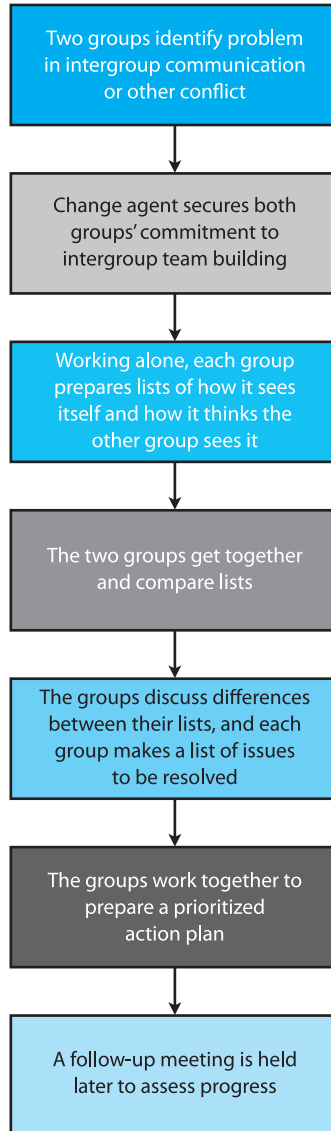 Two groups identify problem
in intergroup communication
or other conflict
Change agent secures both
groups’ commitment to
intergroup team building
Working alone, each group
prepares lists of how it sees
itself and how it thinks the
other group sees it
The two groups get together
and compare lists
The groups discuss differences
between their lists, and each
group makes a list of issues
to be resolved
The groups work together to
prepare a prioritized
action plan
A follow-up meeting is held
later to assess progress